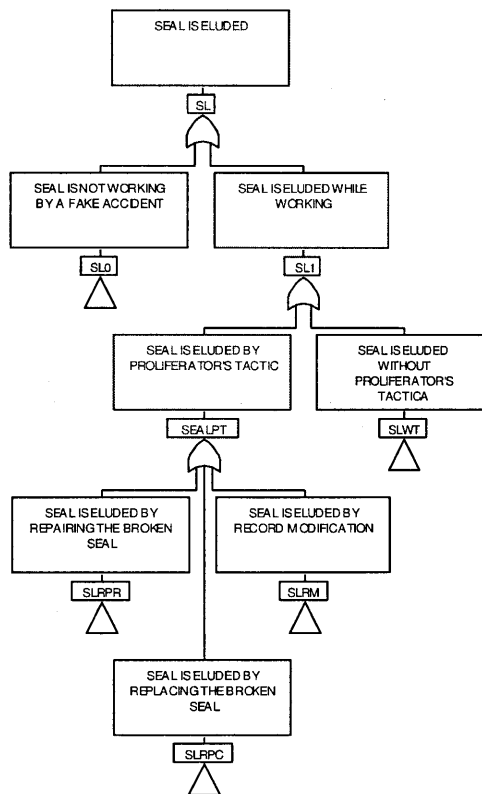 SEAL IS ELUDED
SL
SEAL IS NOT WORKING
BY A FAKE ACCIDENT
SL0
SEAL IS ELUDED WHILE
WORKING
SL1
SEAL IS ELUDED BY
PROLIFERATOR'S TACTIC
SEALPT
SEAL IS ELUDED
WITHOUT
PROLIFERATOR'S
TACTICA
SLWT
SEAL IS ELUDED BY
REPAIRING THE BROKEN
SEAL
SLRPR
SEAL IS ELUDED BY
RECORD MODIFICATION
SLRM
SEAL IS ELUDED BY
REPLACING THE BROKEN
SEAL
SLRPC